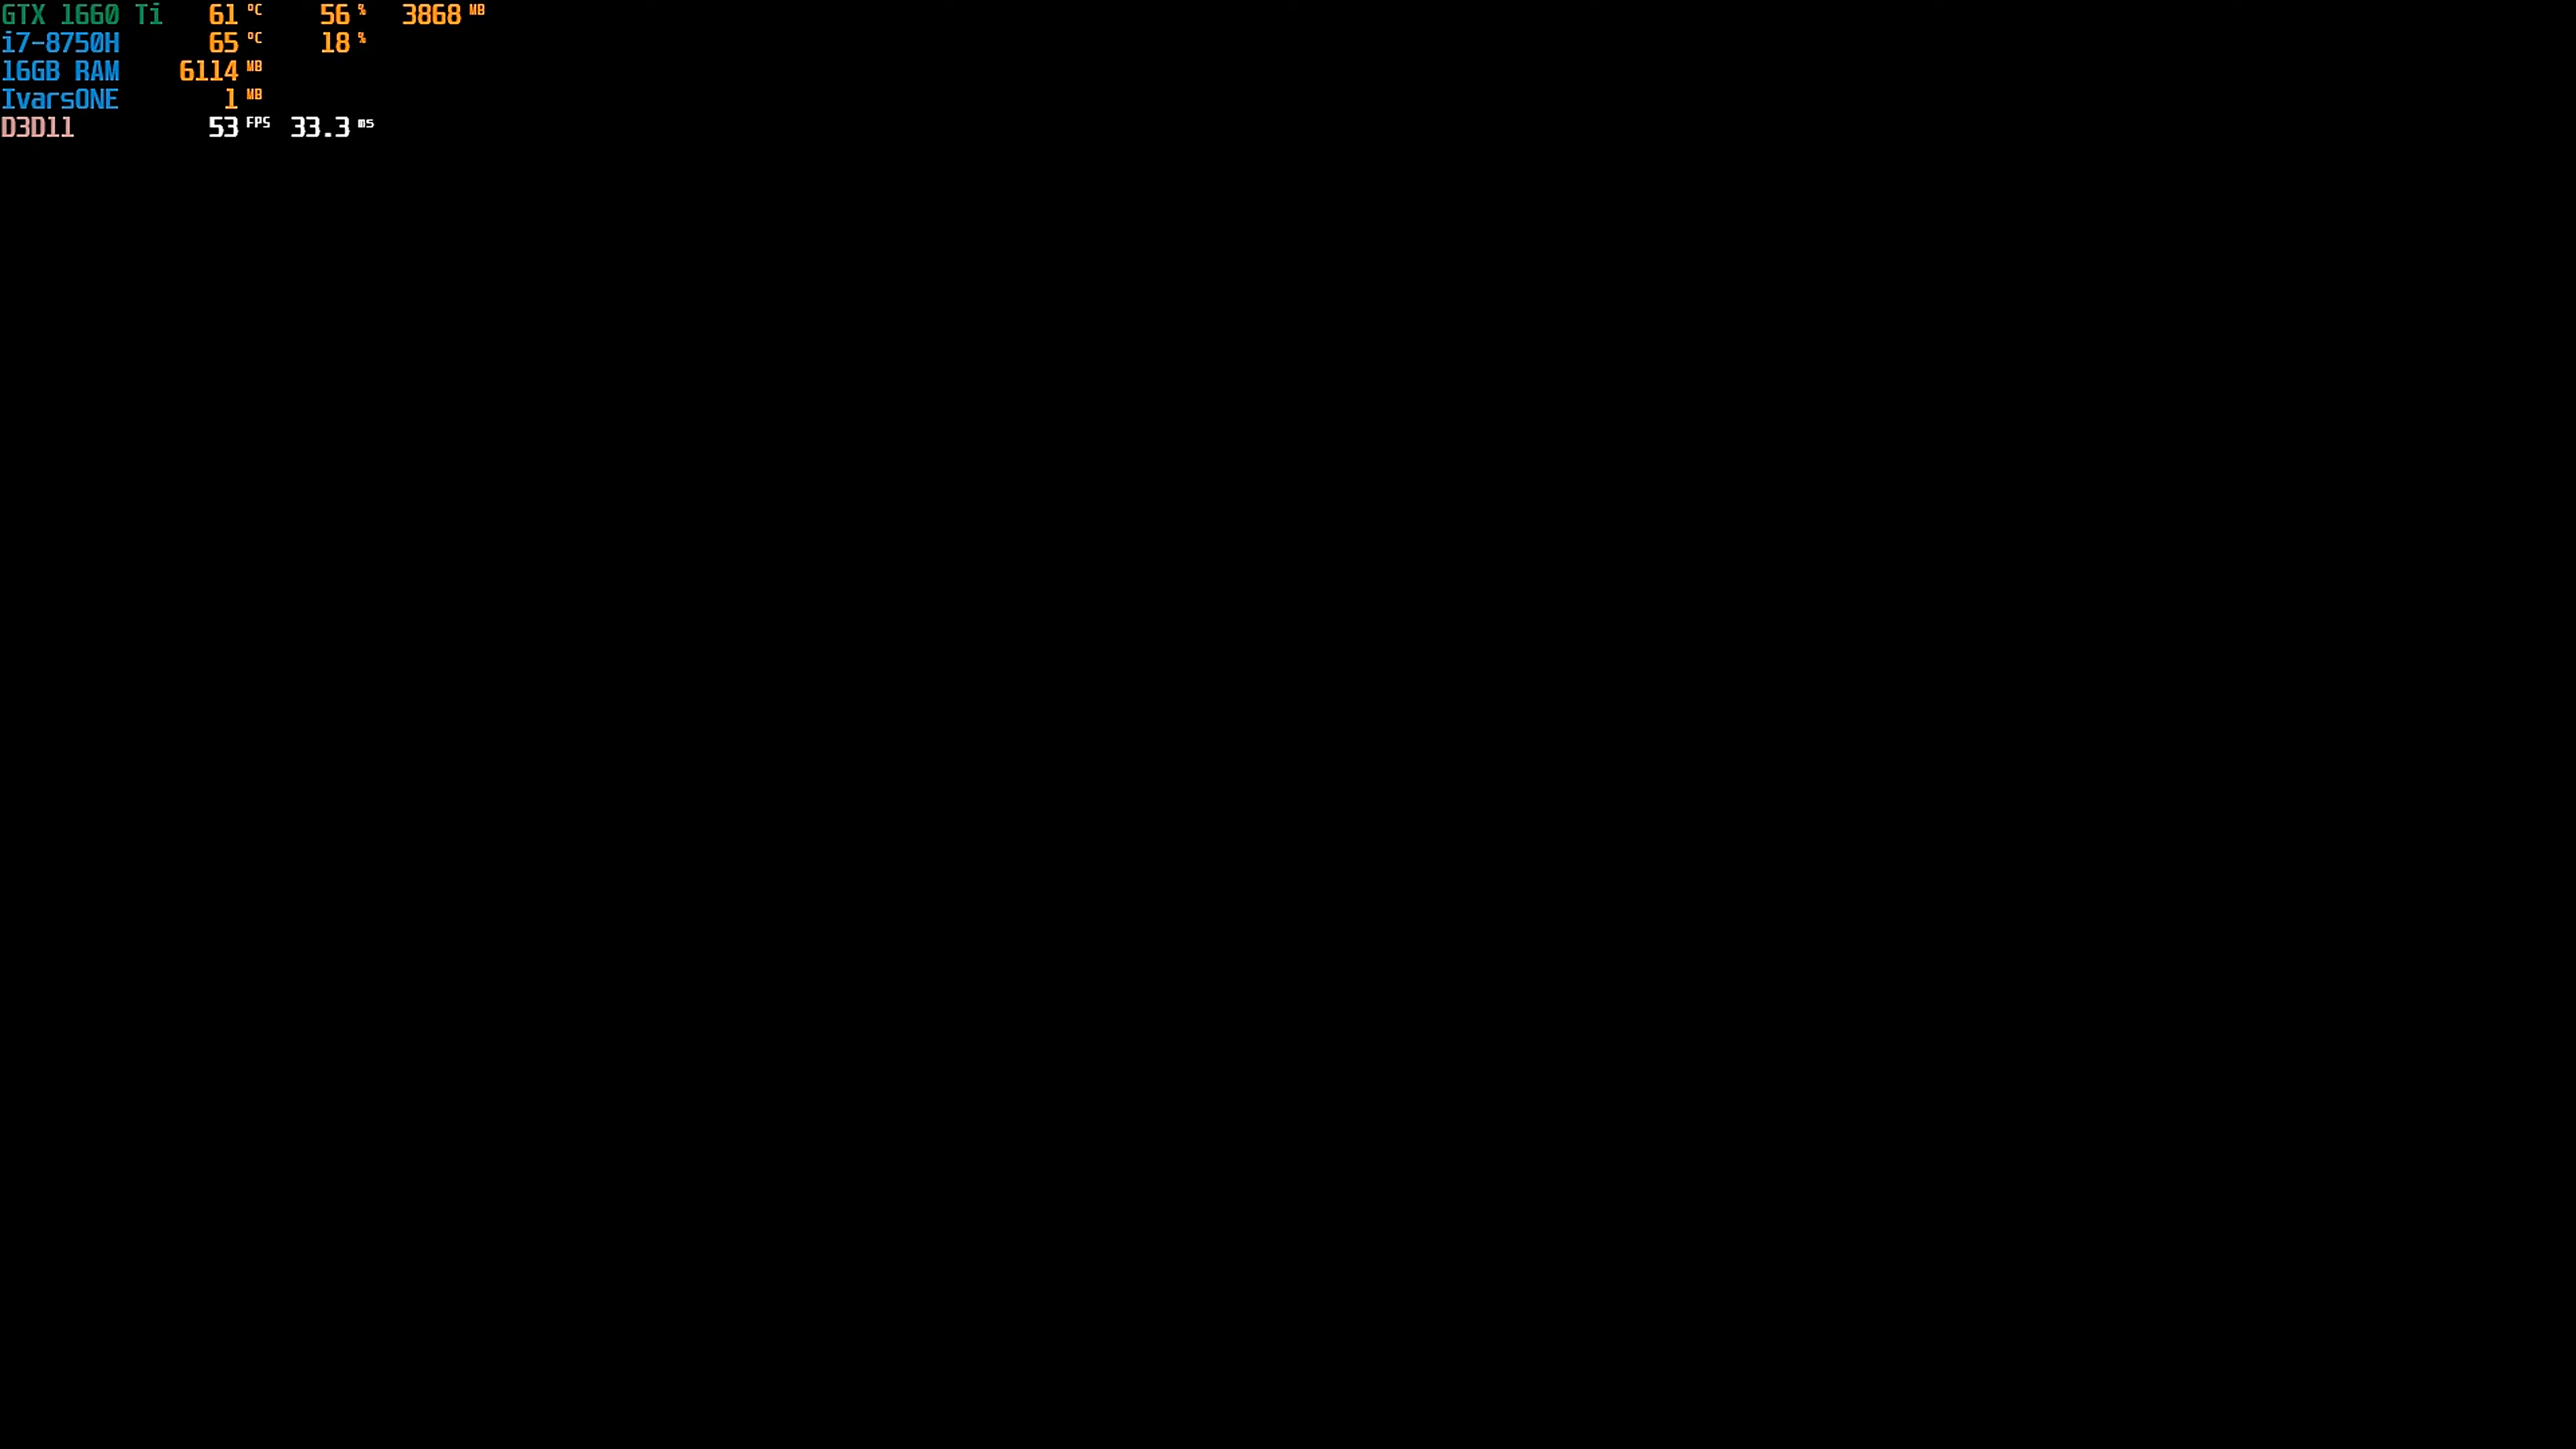 GTX 1660 Ti 61 °C 56 % 3868 MB
i7-8750H 65 °C 18 %
16GB RAM 6114 MB
IvarsONE 1 MB
D3D11 53 FPS 33.3 ms